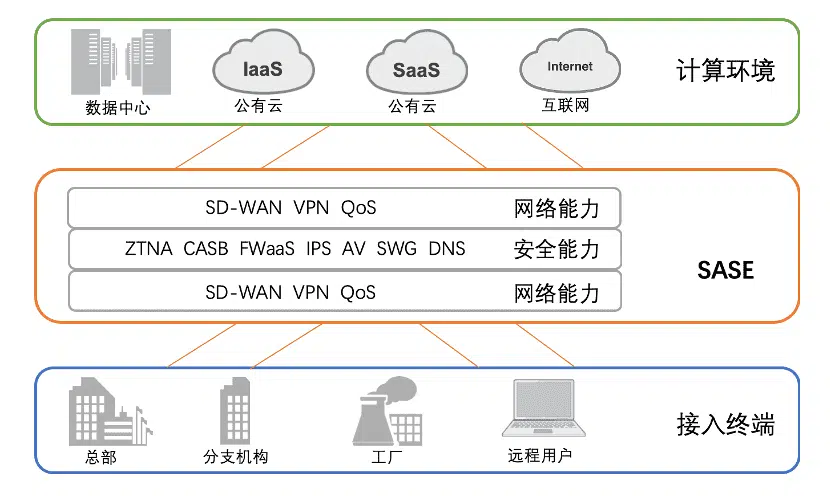 IaaS
SaaS
Internet
计算环境
数据中心
公有云
公有云
互联网
SD-WAN VPN QoS 网络能力
ZTNA CASB FWaaS IPS AV SWG DNS 安全能力
SASE
SD-WAN VPN QoS 网络能力
接入终端
总部
分支机构
工厂
远程用户